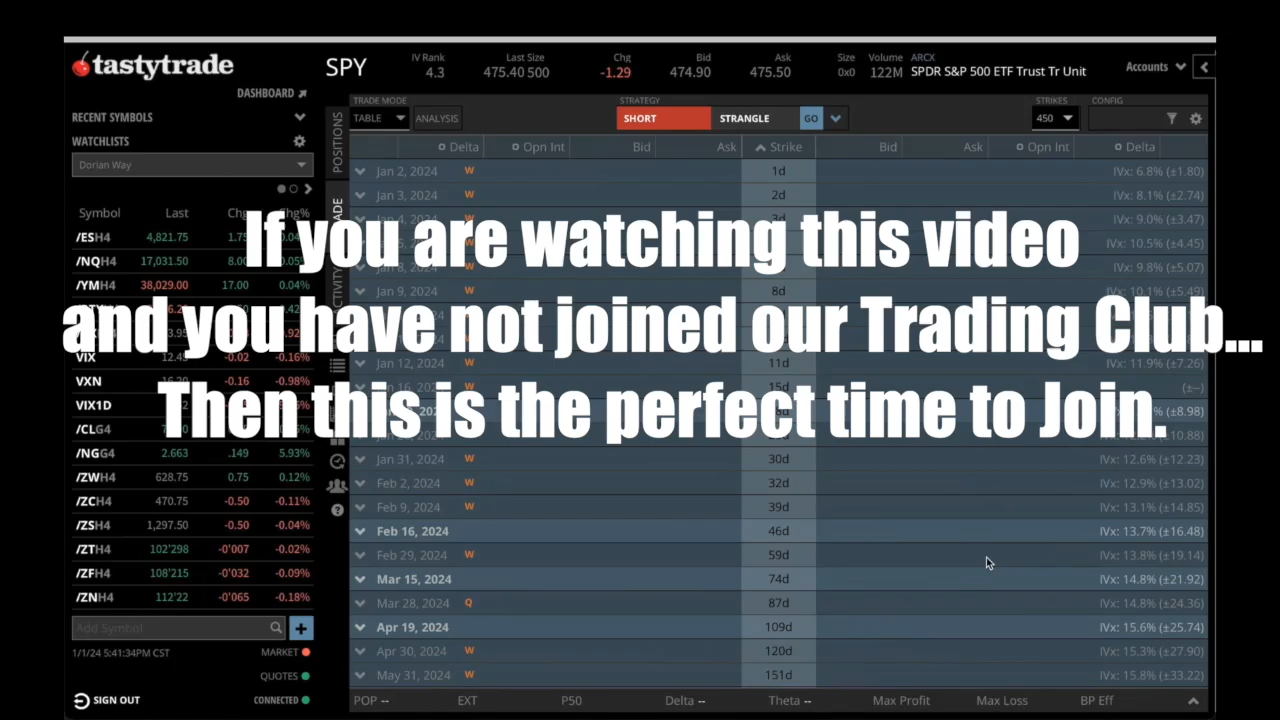 tastytrade
DASHBOARD
RECENT SYMBOLS
WATCHLISTS
Dorian Way
Symbol Last Chg Chg%
/ESH4 4,821.75 1.75 0.04%
/NQH4 17,031.50 8.00 0.05%
/YMH4 38,029.00 17.00 0.04%
VIX 12.45 -0.02 -0.16%
VXN -0.16 -0.98%
VIX1D
/CLG4
/NGG4 2.663 .149 5.93%
/ZWH4 628.75 0.75 0.12%
/ZCH4 470.75 -0.50 -0.11%
/ZSH4 1,297.50 -0.50 -0.04%
/ZTH4 102'298 -0'007 -0.02%
/ZFH4 108'215 -0'032 -0.09%
/ZNH4 112'22 -0'065 -0.18%
Add Symbol
1/1/24 5:41:34PM CST MARKET
QUOTES
SIGN OUT CONNECTED
SPY
IV Rank Last Size Chg Bid Ask Size Volume ARCX
4.3 475.40 500 -1.29 474.90 475.50 0x0 122M SPDR S&P 500 ETF Trust Tr Unit
Accounts
TRADE MODE STRATEGY STRIKES CONFIG
TABLE ANALYSIS SHORT STRANGLE GO 450
POSITIONS
Delta Opn Int Bid Ask Strike Bid Ask Opn Int Delta
Jan 2, 2024 W 1d IVx: 6.8% (±1.80)
Jan 3, 2024 W 2d IVx: 8.1% (±2.74)
IVx: 9.0% (±3.47)
IVx: 10.5% (±4.45)
IVx: 9.8% (±5.07)
Jan 9, 2024 W 8d IVx: 10.1% (±5.49)
If you are watching this video
and you have not joined our Trading Club...
Then this is the perfect time to Join.
Jan 12, 2024 W 11d IVx: 11.9% (±7.26)
(±--)
Jan 31, 2024 W 30d IVx: 12.6% (±12.23)
Feb 2, 2024 W 32d IVx: 12.9% (±13.02)
Feb 9, 2024 W 39d IVx: 13.1% (±14.85)
Feb 16, 2024 46d IVx: 13.7% (±16.48)
Feb 29, 2024 W 59d IVx: 13.8% (±19.14)
Mar 15, 2024 74d IVx: 14.8% (±21.92)
Mar 28, 2024 Q 87d IVx: 14.8% (±24.36)
Apr 19, 2024 109d IVx: 15.6% (±25.74)
Apr 30, 2024 W 120d IVx: 15.3% (±27.90)
May 31, 2024 W 151d IVx: 15.8% (±33.22)
POP -- EXT P50 Delta -- Theta -- Max Profit Max Loss BP Eff